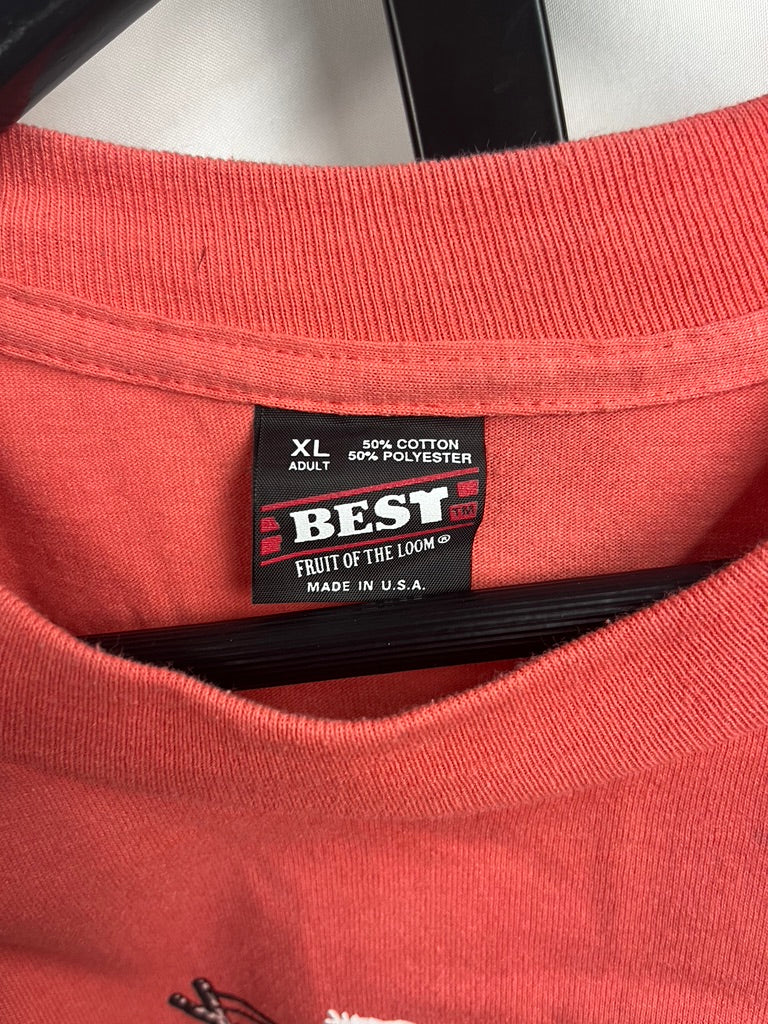 XL
ADULT
50% COTTON
50% POLYESTER
BEST TM
FRUIT OF THE LOOM ®
MADE IN U.S.A.